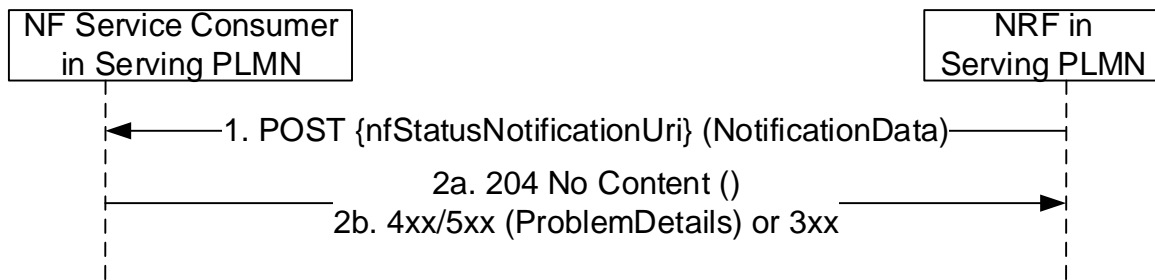 NF Service Consumer
in Serving PLMN
NRF in
Serving PLMN
1. POST {nfStatusNotificationUri} (NotificationData)
2a. 204 No Content ()
2b. 4xx/5xx (ProblemDetails) or 3xx